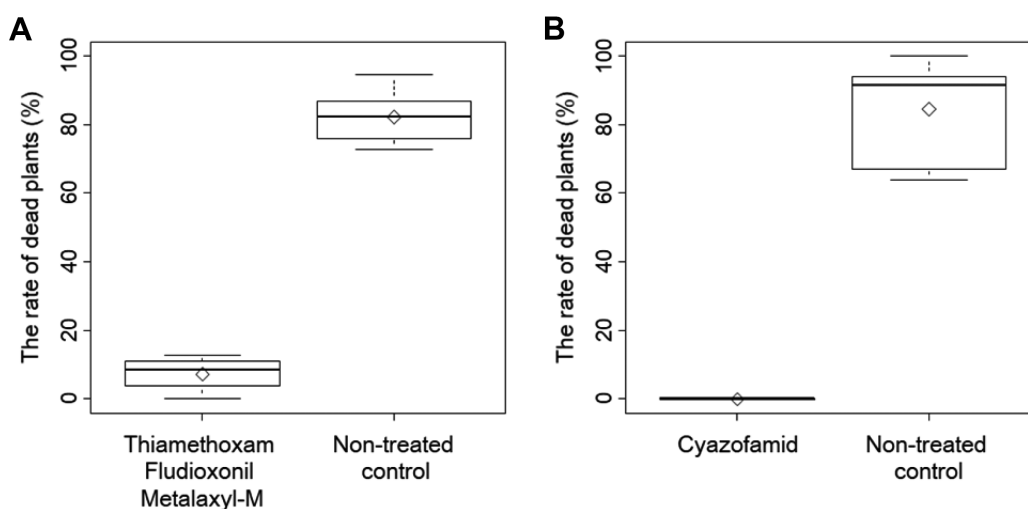 A
The rate of dead plants (%)
100
80
60
40
20
0
Thiamethoxam
Fludioxonil
Metalaxyl-M
Non-treated
control
B
The rate of dead plants (%)
100
80
60
40
20
0
Cyazofamid
Non-treated
control